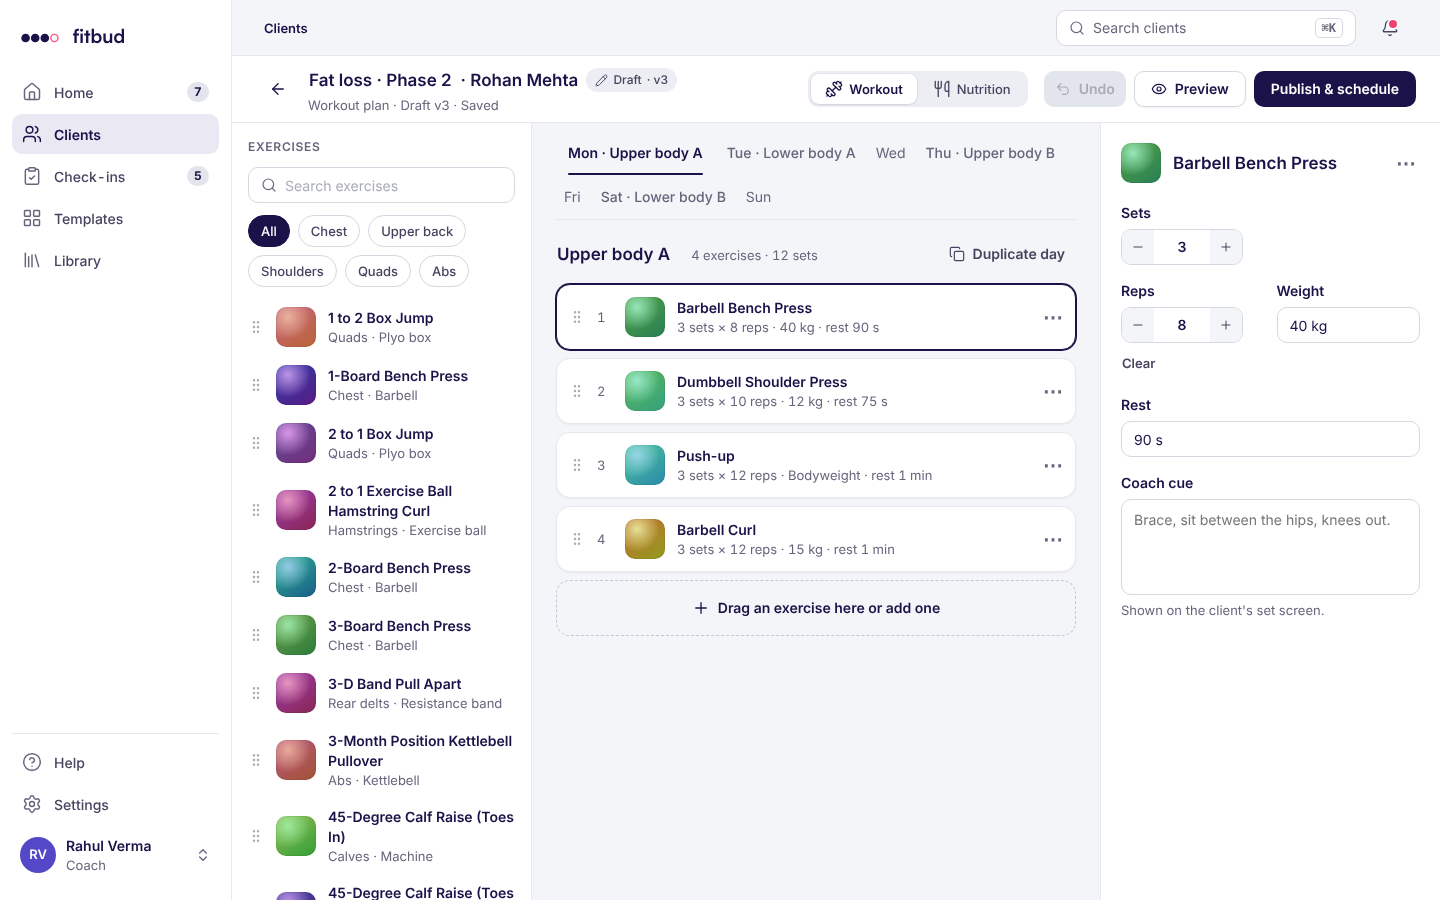 fitbud
Home 7
Clients
Check-ins 5
Templates
Library
Help
Settings
RV Rahul Verma
Coach
Clients
Search clients ⌘K
Fat loss · Phase 2 · Rohan Mehta Draft · v3
Workout plan · Draft v3 · Saved
Workout Nutrition Undo Preview Publish & schedule
EXERCISES
Search exercises
All Chest Upper back
Shoulders Quads Abs
1 to 2 Box Jump
Quads · Plyo box
1-Board Bench Press
Chest · Barbell
2 to 1 Box Jump
Quads · Plyo box
2 to 1 Exercise Ball
Hamstring Curl
Hamstrings · Exercise ball
2-Board Bench Press
Chest · Barbell
3-Board Bench Press
Chest · Barbell
3-D Band Pull Apart
Rear delts · Resistance band
3-Month Position Kettlebell
Pullover
Abs · Kettlebell
45-Degree Calf Raise (Toes
In)
Calves · Machine
45-Degree Calf Raise (Toes
Mon · Upper body A Tue · Lower body A Wed Thu · Upper body B
Fri Sat · Lower body B Sun
Upper body A 4 exercises · 12 sets Duplicate day
1 Barbell Bench Press
3 sets × 8 reps · 40 kg · rest 90 s
2 Dumbbell Shoulder Press
3 sets × 10 reps · 12 kg · rest 75 s
3 Push-up
3 sets × 12 reps · Bodyweight · rest 1 min
4 Barbell Curl
3 sets × 12 reps · 15 kg · rest 1 min
Drag an exercise here or add one
Barbell Bench Press
Sets
3
Reps Weight
8 40 kg
Clear
Rest
90 s
Coach cue
Brace, sit between the hips, knees out.
Shown on the client's set screen.